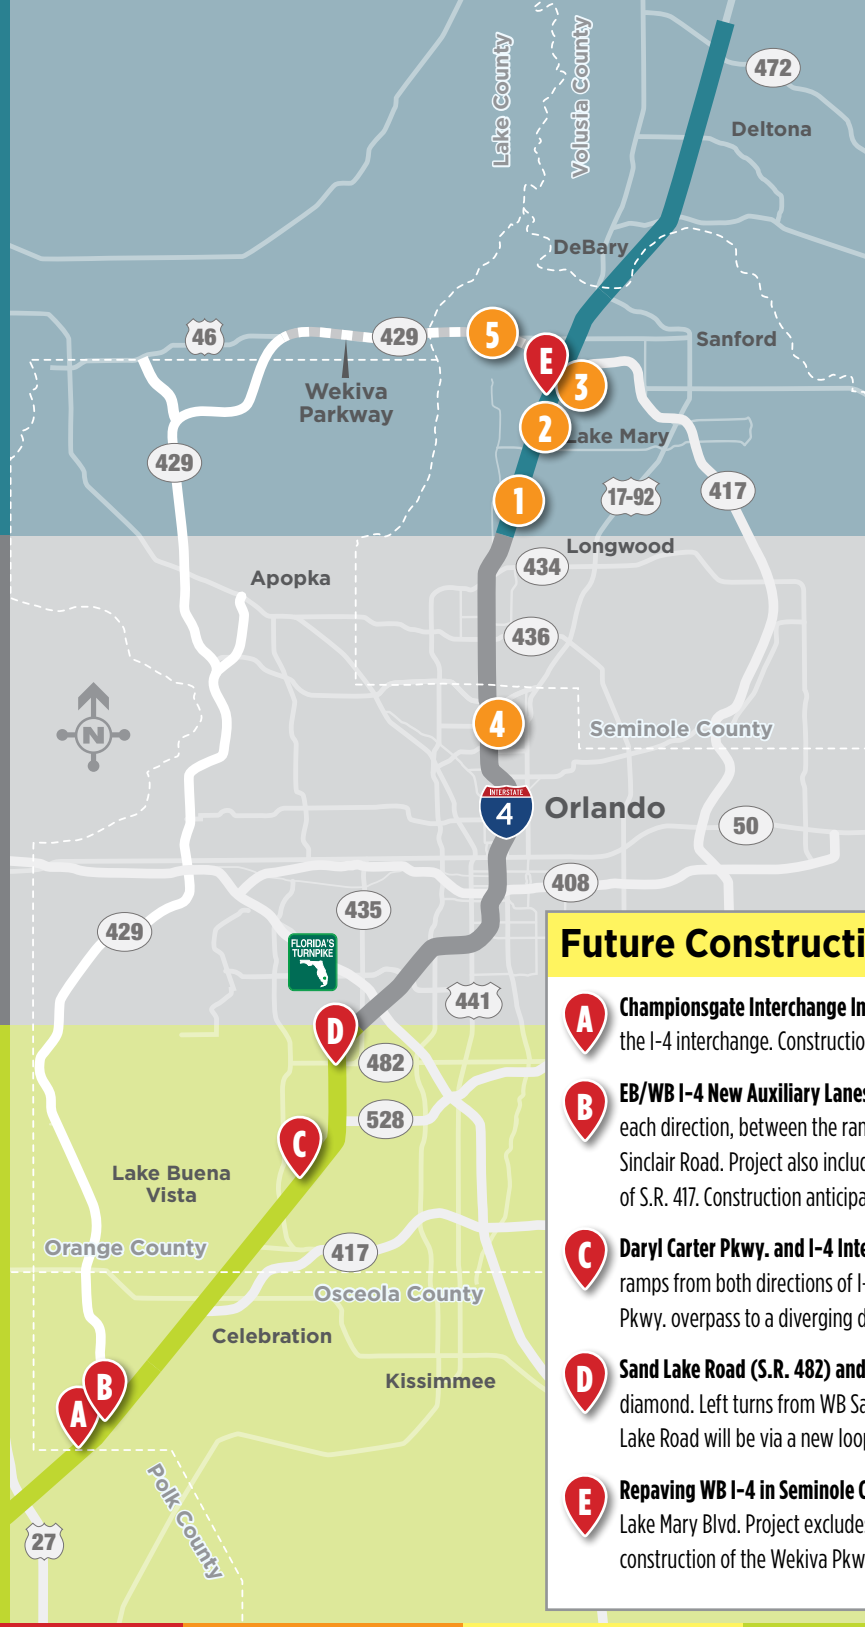 Lake County
Volusia County
472
Deltona
DeBary
46
429
5
E
3
Sanford
Wekiva
Parkway
2
Lake Mary
429
1
17-92
417
434
Longwood
Apopka
436
N
4
Seminole County
INTERSTATE
4
Orlando
50
408
435
429
FLORIDA'S
TURNPIKE
441
D
482
528
C
Lake Buena
Vista
Orange County
417
Osceola County
Celebration
Kissimmee
B
A
Polk County
27
Future Constructi
A
Championsgate Interchange In
the I-4 interchange. Constructio
B
EB/WB I-4 New Auxiliary Lanes
each direction, between the ran
Sinclair Road. Project also includ
of S.R. 417. Construction anticipa
C
Daryl Carter Pkwy. and I-4 Inte
ramps from both directions of I-
Pkwy. overpass to a diverging d
D
Sand Lake Road (S.R. 482) and
diamond. Left turns from WB Sa
Lake Road will be via a new loop
E
Repaving WB I-4 in Seminole C
Lake Mary Blvd. Project excludes
construction of the Wekiva Pkw